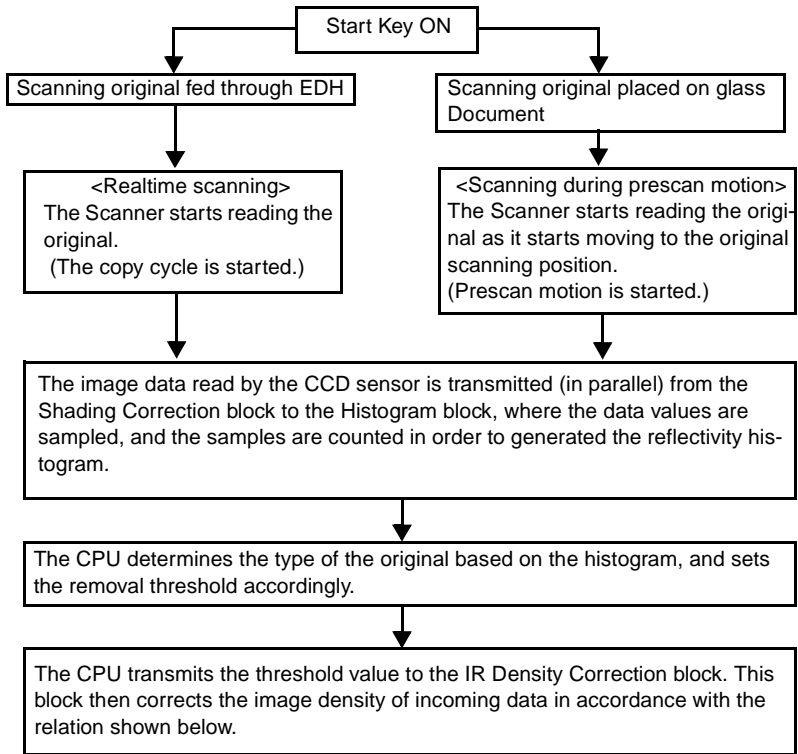 Start Key ON
Scanning original fed through EDH
Scanning original placed on glass
Document
<Realtime scanning>
The Scanner starts reading the
original.
(The copy cycle is started.)
<Scanning during prescan motion>
The Scanner starts reading the origi-
nal as it starts moving to the original
scanning position.
(Prescan motion is started.)
The image data read by the CCD sensor is transmitted (in parallel) from the
Shading Correction block to the Histogram block, where the data values are
sampled, and the samples are counted in order to generated the reflectivity his-
togram.
The CPU determines the type of the original based on the histogram, and sets
the removal threshold accordingly.
The CPU transmits the threshold value to the IR Density Correction block. This
block then corrects the image density of incoming data in accordance with the
relation shown below.